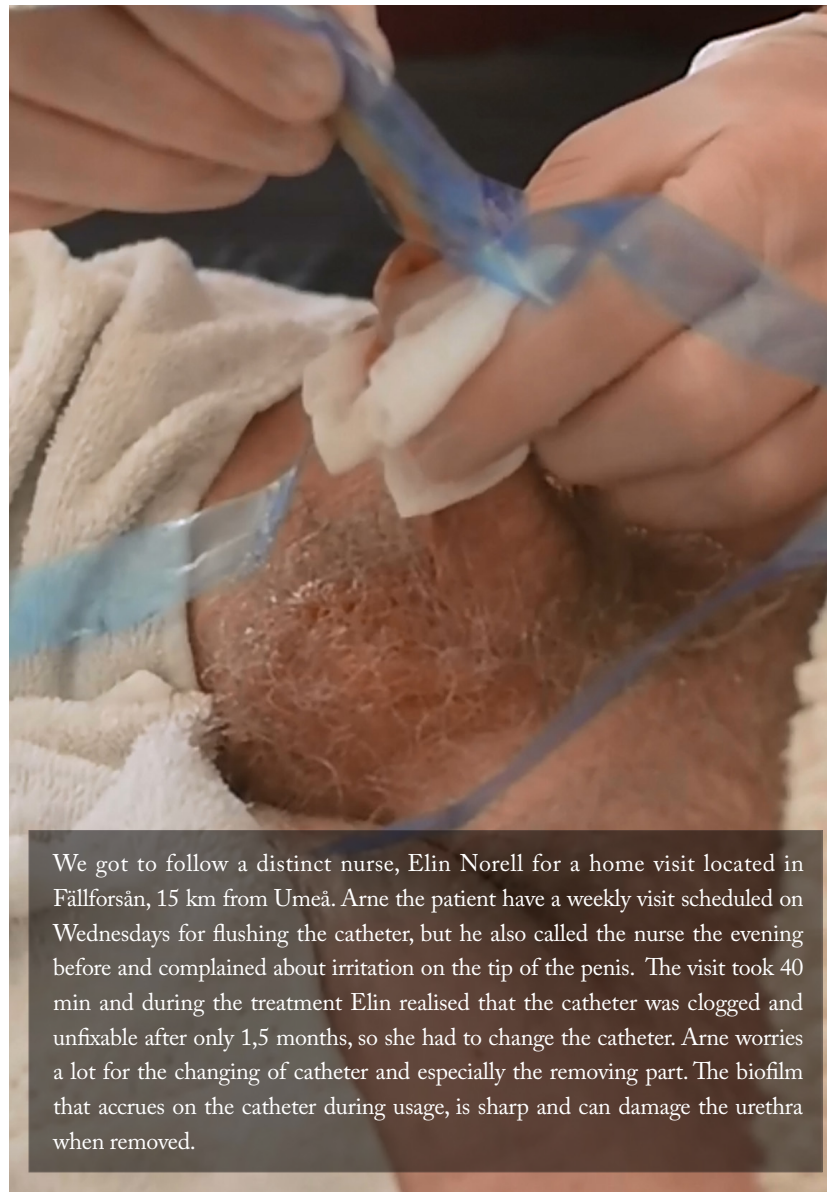 We got to follow a distinct nurse, Elin Norell for a home visit located in
Fällforsån, 15 km from Umeå. Arne the patient have a weekly visit scheduled on
Wednesdays for flushing the catheter, but he also called the nurse the evening
before and complained about irritation on the tip of the penis. The visit took 40
min and during the treatment Elin realised that the catheter was clogged and
unfixable after only 1,5 months, so she had to change the catheter. Arne worries
a lot for the changing of catheter and especially the removing part. The biofilm
that accrues on the catheter during usage, is sharp and can damage the urethra
when removed.